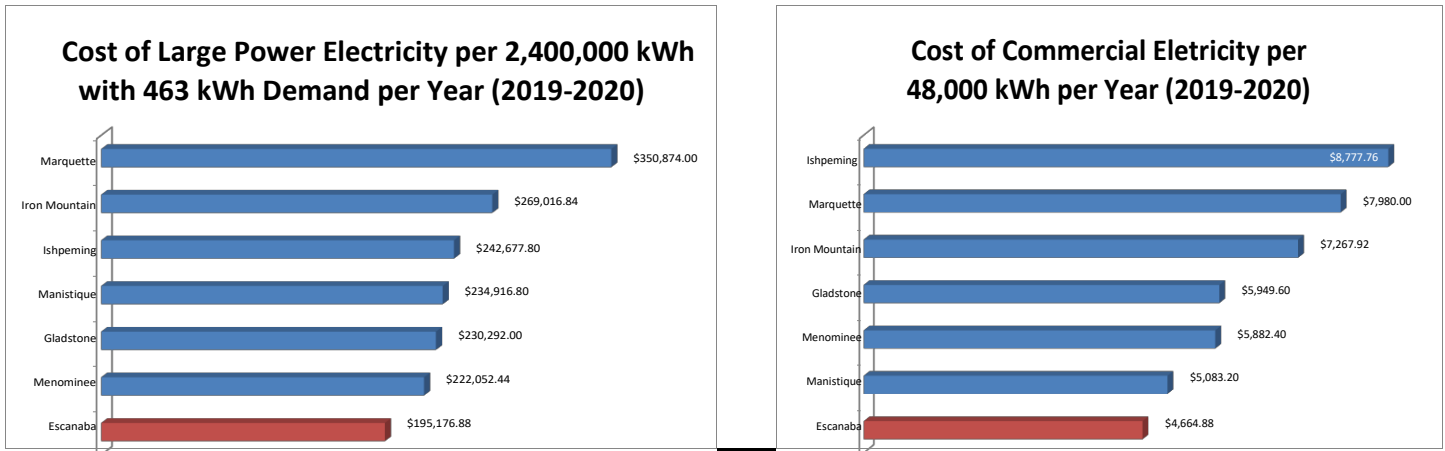 Cost of Large Power Electricity per 2,400,000 kWh
with 463 kWh Demand per Year (2019-2020)
Marquette $350,874.00
Iron Mountain $269,016.84
Ishpeming $242,677.80
Manistique $234,916.80
Gladstone $230,292.00
Menominee $222,052.44
Escanaba $195,176.88
Cost of Commercial Eletricity per
48,000 kWh per Year (2019-2020)
Ishpeming $8,777.76
Marquette $7,980.00
Iron Mountain $7,267.92
Gladstone $5,949.60
Menominee $5,882.40
Manistique $5,083.20
Escanaba $4,664.88